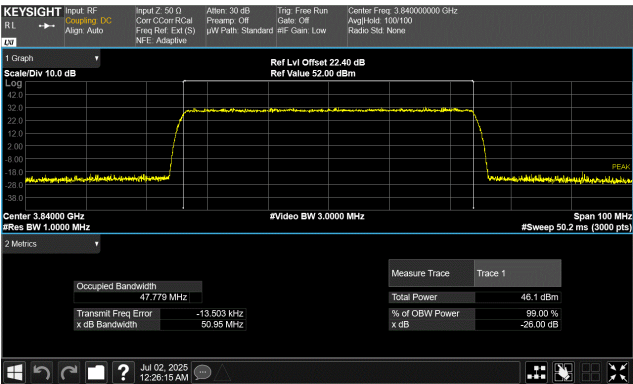 KEYSIGHT Input: RF Input Z: 50 Ω Atten: 30 dB Trig: Free Run Center Freq: 3.840000000 GHz
RL Coupling: DC Corr CCorr RCal Preamp: Off Gate: Off Avg|Hold: 100/100
Align: Auto Freq Ref: Ext (S) µW Path: Standard #IF Gain: Low Radio Std: None
LXI NFE: Adaptive
1 Graph
Ref Lvl Offset 22.40 dB
Scale/Div 10.0 dB Ref Value 52.00 dBm
Log
42.0
32.0
22.0
12.0
2.00
-8.00
PEAK
-18.0
-28.0
-38.0
Center 3.84000 GHz #Video BW 3.0000 MHz Span 100 MHz
#Res BW 1.0000 MHz #Sweep 50.2 ms (3000 pts)
2 Metrics
Measure Trace Trace 1
Occupied Bandwidth
47.779 MHz Total Power 46.1 dBm
Transmit Freq Error -13.503 kHz % of OBW Power 99.00 %
x dB Bandwidth 50.95 MHz x dB -26.00 dB
? Jul 02, 2025
12:26:15 AM